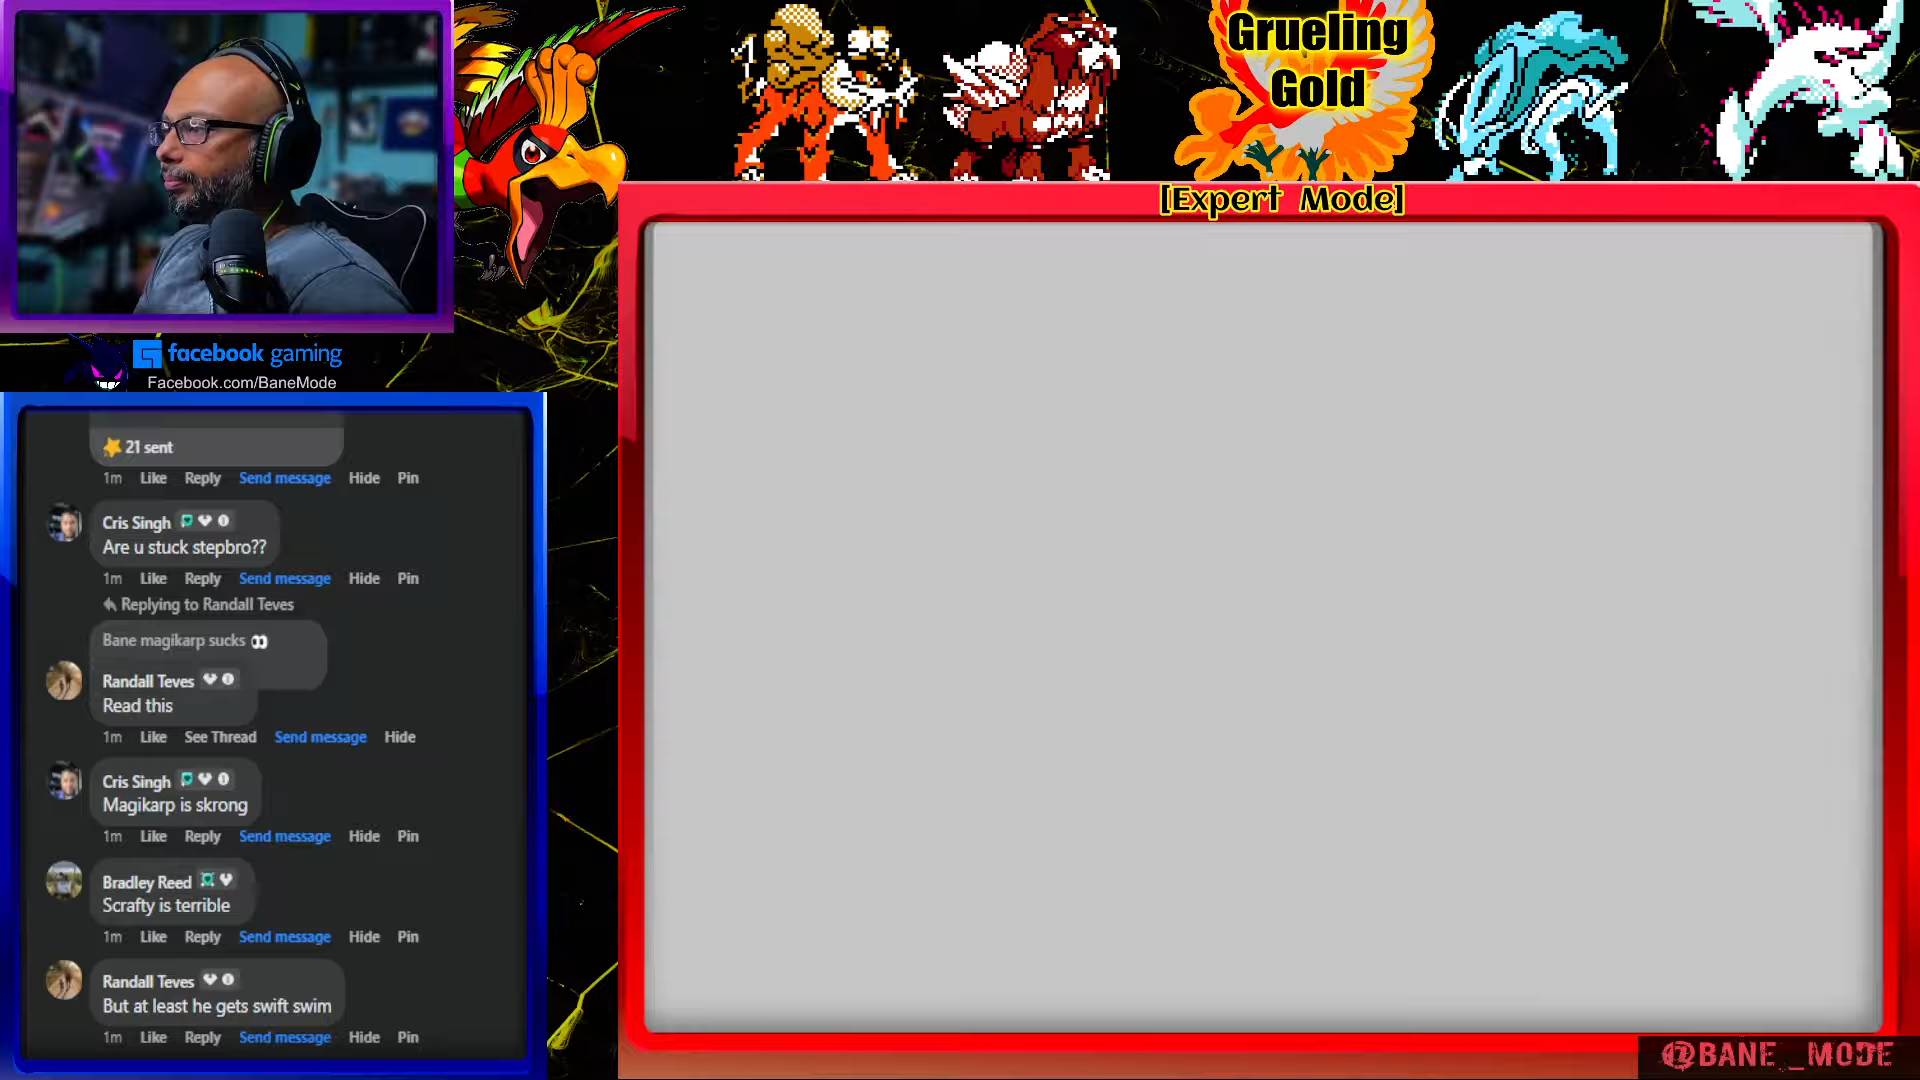 Grueling
Gold
[Expert Mode]
facebook gaming
Facebook.com/BaneMode
21 sent
1m Like Reply Send message Hide Pin
Cris Singh
Are u stuck stepbro??
1m Like Reply Send message Hide Pin
Replying to Randall Teves
Bane magikarp sucks 👀
Randall Teves
Read this
1m Like See Thread Send message Hide
Cris Singh
Magikarp is skrong
1m Like Reply Send message Hide Pin
Bradley Reed
Scrafty is terrible
1m Like Reply Send message Hide Pin
Randall Teves
But at least he gets swift swim
1m Like Reply Send message Hide Pin
@BANE_MODE